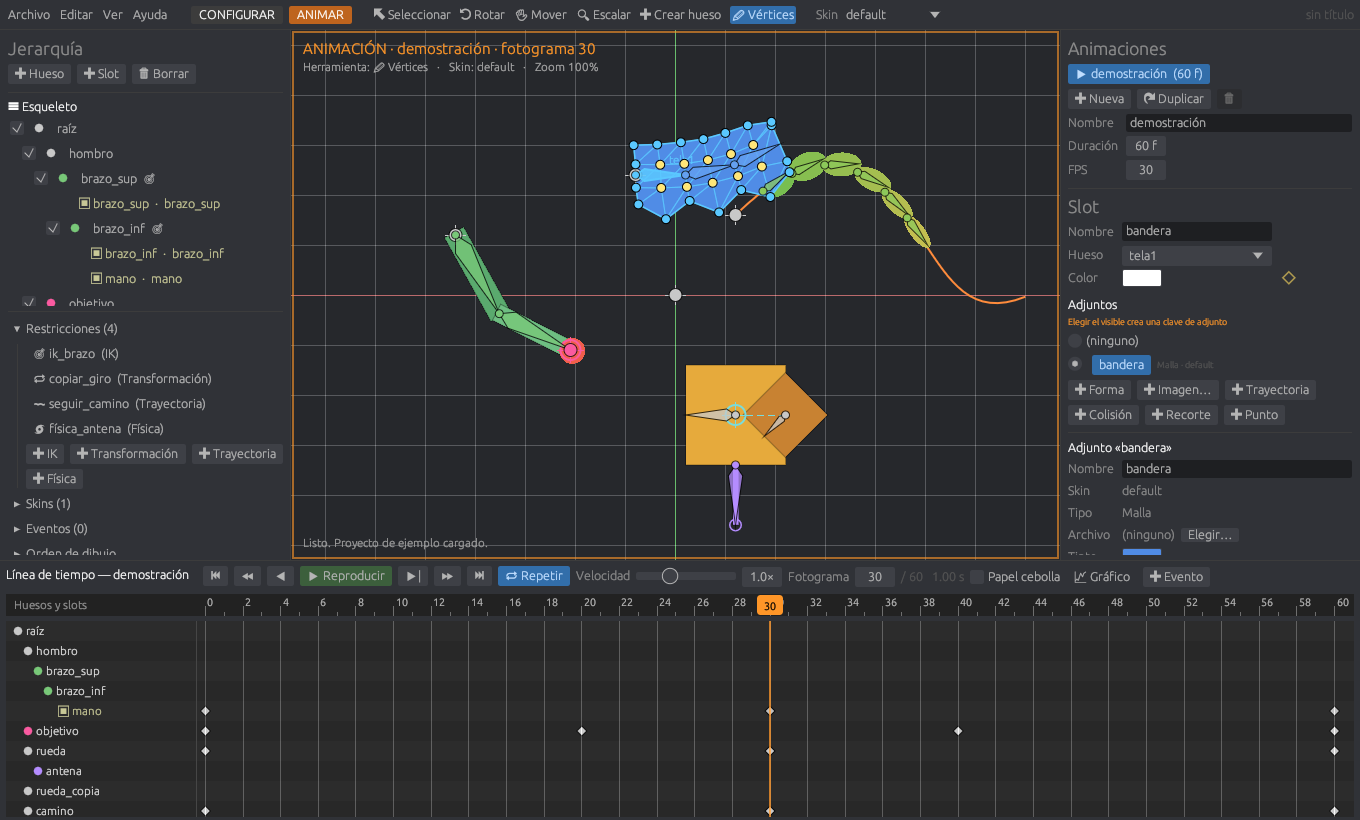 Archivo Editar Ver Ayuda CONFIGURAR ANIMAR Seleccionar Rotar Mover Escalar Crear hueso Vértices Skin default sin título
Jerarquía
Hueso Slot Borrar
Esqueleto
raíz
hombro
brazo_sup
brazo_sup · brazo_sup
brazo_inf
brazo_inf · brazo_inf
mano · mano
objetivo
Restricciones (4)
ik_brazo (IK)
copiar_giro (Transformación)
seguir_camino (Trayectoria)
física_antena (Física)
IK Transformación Trayectoria
Física
Skins (1)
Eventos (0)
Orden de dibujo
ANIMACIÓN · demostración · fotograma 30
Herramienta: Vértices · Skin: default · Zoom 100%
Listo. Proyecto de ejemplo cargado.
Animaciones
demostración (60 f)
Nueva Duplicar
Nombre demostración
Duración 60 f
FPS 30
Slot
Nombre bandera
Hueso tela1
Color
Adjuntos
Elegir el visible crea una clave de adjunto
(ninguno)
bandera Malla · default
Forma Imagen... Trayectoria
Colisión Recorte Punto
Adjunto «bandera»
Nombre bandera
Skin default
Tipo Malla
Archivo (ninguno) Elegir...
Tinte
Línea de tiempo — demostración Reproducir Repetir Velocidad 1.0× Fotograma 30 / 60 1.00 s Papel cebolla Gráfico Evento
Huesos y slots 0 2 4 6 8 10 12 14 16 18 20 22 24 26 28 30 32 34 36 38 40 42 44 46 48 50 52 54 56 58 60
raíz
hombro
brazo_sup
brazo_inf
mano
objetivo
rueda
antena
rueda_copia
camino